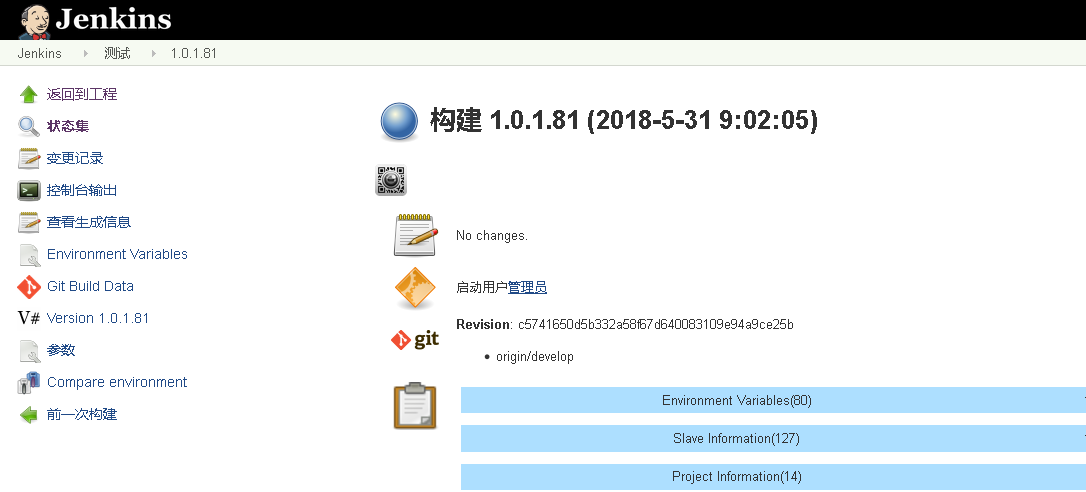 Jenkins
Jenkins 测试 1.0.1.81
返回到工程
状态集
变更记录
控制台输出
查看生成信息
Environment Variables
Git Build Data
V# Version 1.0.1.81
参数
Compare environment
前一次构建
构建 1.0.1.81 (2018-5-31 9:02:05)
No changes.
启动用户管理员
git
Revision: c5741650d5b332a58f67d640083109e94a9ce25b
origin/develop
Environment Variables(80)
Slave Information(127)
Project Information(14)